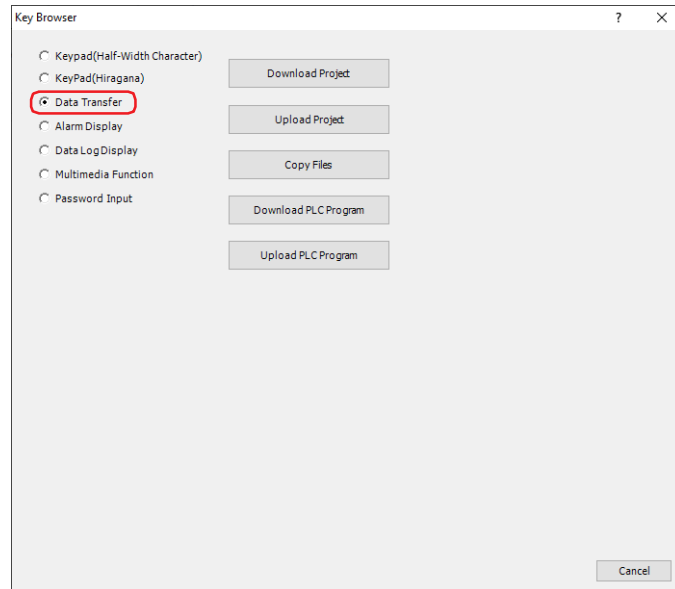 Key Browser
?
Keypad(Half-Width Character)
KeyPad(Hiragana)
Data Transfer
Alarm Display
Data Log Display
Multimedia Function
Password Input
Download Project
Upload Project
Copy Files
Download PLC Program
Upload PLC Program
Cancel